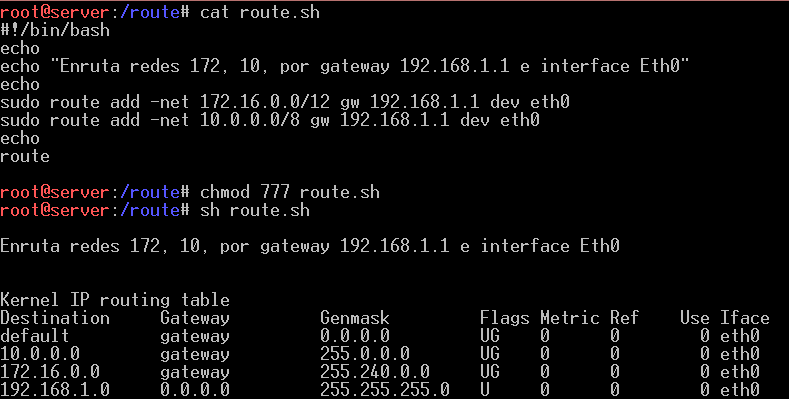 root@server:/route# cat route.sh
#!/bin/bash
echo
echo "Enruta redes 172, 10, por gateway 192.168.1.1 e interface Eth0"
echo
sudo route add -net 172.16.0.0/12 gw 192.168.1.1 dev eth0
sudo route add -net 10.0.0.0/8 gw 192.168.1.1 dev eth0
echo
route
root@server:/route# chmod 777 route.sh
root@server:/route# sh route.sh
Enruta redes 172, 10, por gateway 192.168.1.1 e interface Eth0
Kernel IP routing table
Destination Gateway Genmask Flags Metric Ref Use Iface
default gateway 0.0.0.0 UG 0 0 0 eth0
10.0.0.0 gateway 255.0.0.0 UG 0 0 0 eth0
172.16.0.0 gateway 255.240.0.0 UG 0 0 0 eth0
192.168.1.0 0.0.0.0 255.255.255.0 U 0 0 0 eth0